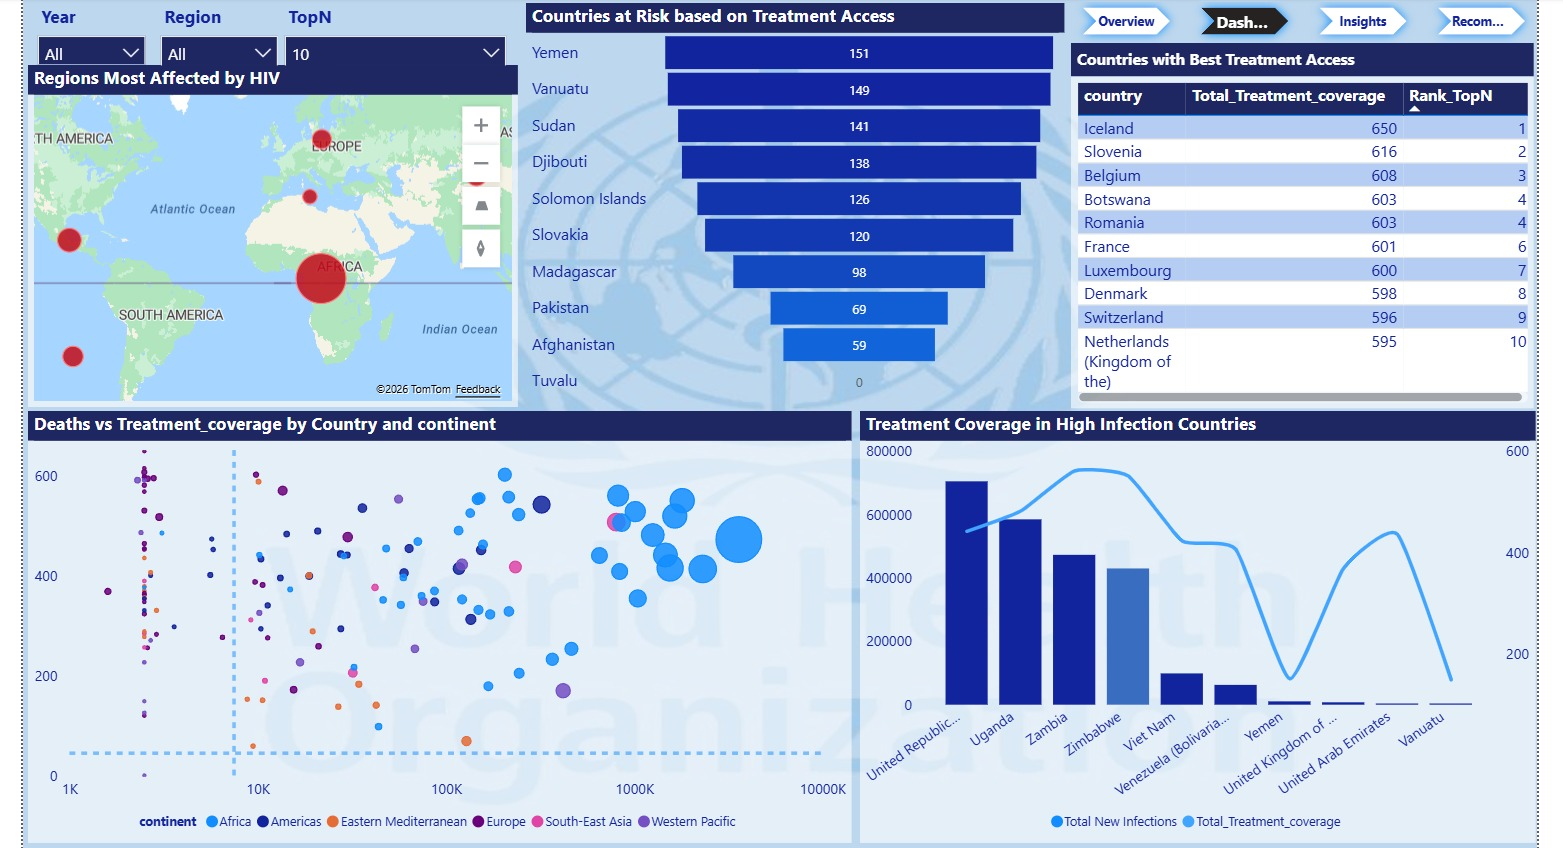 Year
Region
TopN
All
All
10
Regions Most Affected by HIV
TH AMERICA
EUROPE
AS
Atlantic Ocean
AFRICA
SOUTH AMERICA
Indian Ocean
©2026 TomTom Feedback
Countries at Risk based on Treatment Access
Yemen 151
Vanuatu 149
Sudan 141
Djibouti 138
Solomon Islands 126
Slovakia 120
Madagascar 98
Pakistan 69
Afghanistan 59
Tuvalu 0
Overview
Dash...
Insights
Recom...
Countries with Best Treatment Access
country Total_Treatment_coverage Rank_TopN
Iceland 650 1
Slovenia 616 2
Belgium 608 3
Botswana 603 4
Romania 603 4
France 601 6
Luxembourg 600 7
Denmark 598 8
Switzerland 596 9
Netherlands 595 10
(Kingdom of
the)
Deaths vs Treatment_coverage by Country and continent
600
400
200
0
1K 10K 100K 1000K 10000K
continent Africa Americas Eastern Mediterranean Europe South-East Asia Western Pacific
Treatment Coverage in High Infection Countries
800000
600000
400000
200000
0
600
400
200
United Republic...
Uganda
Zambia
Zimbabwe
Viet Nam
Venezuela (Bolivaria...
Yemen
United Kingdom of ...
United Arab Emirates
Vanuatu
Total New Infections Total_Treatment_coverage
World Health
Organization